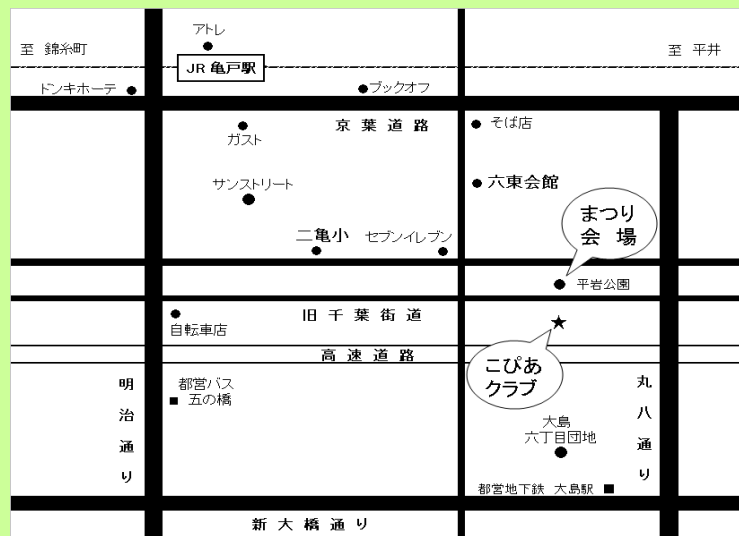 アトレ
至 錦糸町
至 平井
JR 亀戸駅
ドンキホーテ
ブックオフ
京葉道路
そば店
ガスト
サンストリート
六東会館
まつり
会 場
二亀小
セブンイレブン
平岩公園
旧千葉街道
自転車店
高速道路
こぴあ
クラブ
明治通り
都営バス
五の橋
丸八通り
大島
六丁目団地
都営地下鉄 大島駅
新大橋通り